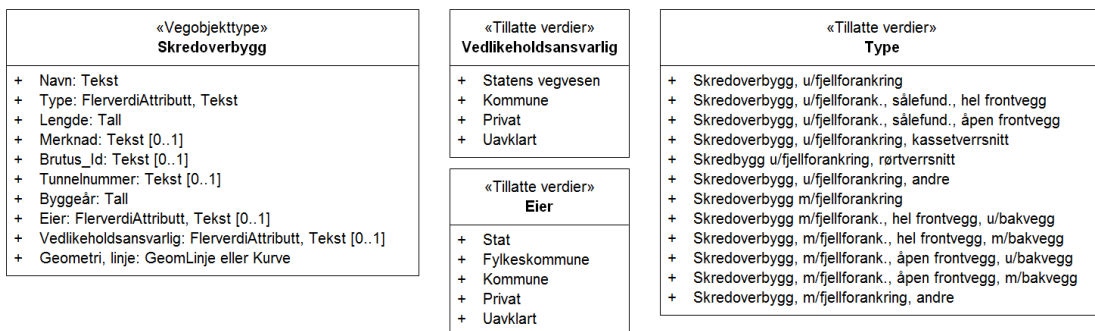 «Vegobjekttype»
Skredoverbygg
+ Navn: Tekst
+ Type: FlerverdiAttributt, Tekst
+ Lengde: Tall
+ Merknad: Tekst [0..1]
+ Brutus_Id: Tekst [0..1]
+ Tunnelnummer: Tekst [0..1]
+ Byggeår: Tall
+ Eier: FlerverdiAttributt, Tekst [0..1]
+ Vedlikeholdsansvarlig: FlerverdiAttributt, Tekst [0..1]
+ Geometri, linje: GeomLinje eller Kurve
«Tillatte verdier»
Vedlikeholdsansvarlig
+ Statens vegvesen
+ Kommune
+ Privat
+ Uavklart
«Tillatte verdier»
Eier
+ Stat
+ Fylkeskommune
+ Kommune
+ Privat
+ Uavklart
«Tillatte verdier»
Type
+ Skredoverbygg, u/fjellforankring
+ Skredoverbygg, u/fjellforank., sålefund., hel frontvegg
+ Skredoverbygg, u/fjellforank., sålefund., åpen frontvegg
+ Skredoverbygg, u/fjellforankring, kassetverrsnitt
+ Skredbygg u/fjellforankring, rørtverrsnitt
+ Skredoverbygg, u/fjellforankring, andre
+ Skredoverbygg m/fjellforankring
+ Skredoverbygg m/fjellforank., hel frontvegg, u/bakvegg
+ Skredoverbygg, m/fjellforank., hel frontvegg, m/bakvegg
+ Skredoverbygg, m/fjellforank., åpen frontvegg, u/bakvegg
+ Skredoverbygg, m/fjellforank., åpen frontvegg, m/bakvegg
+ Skredoverbygg, m/fjellforankring, andre